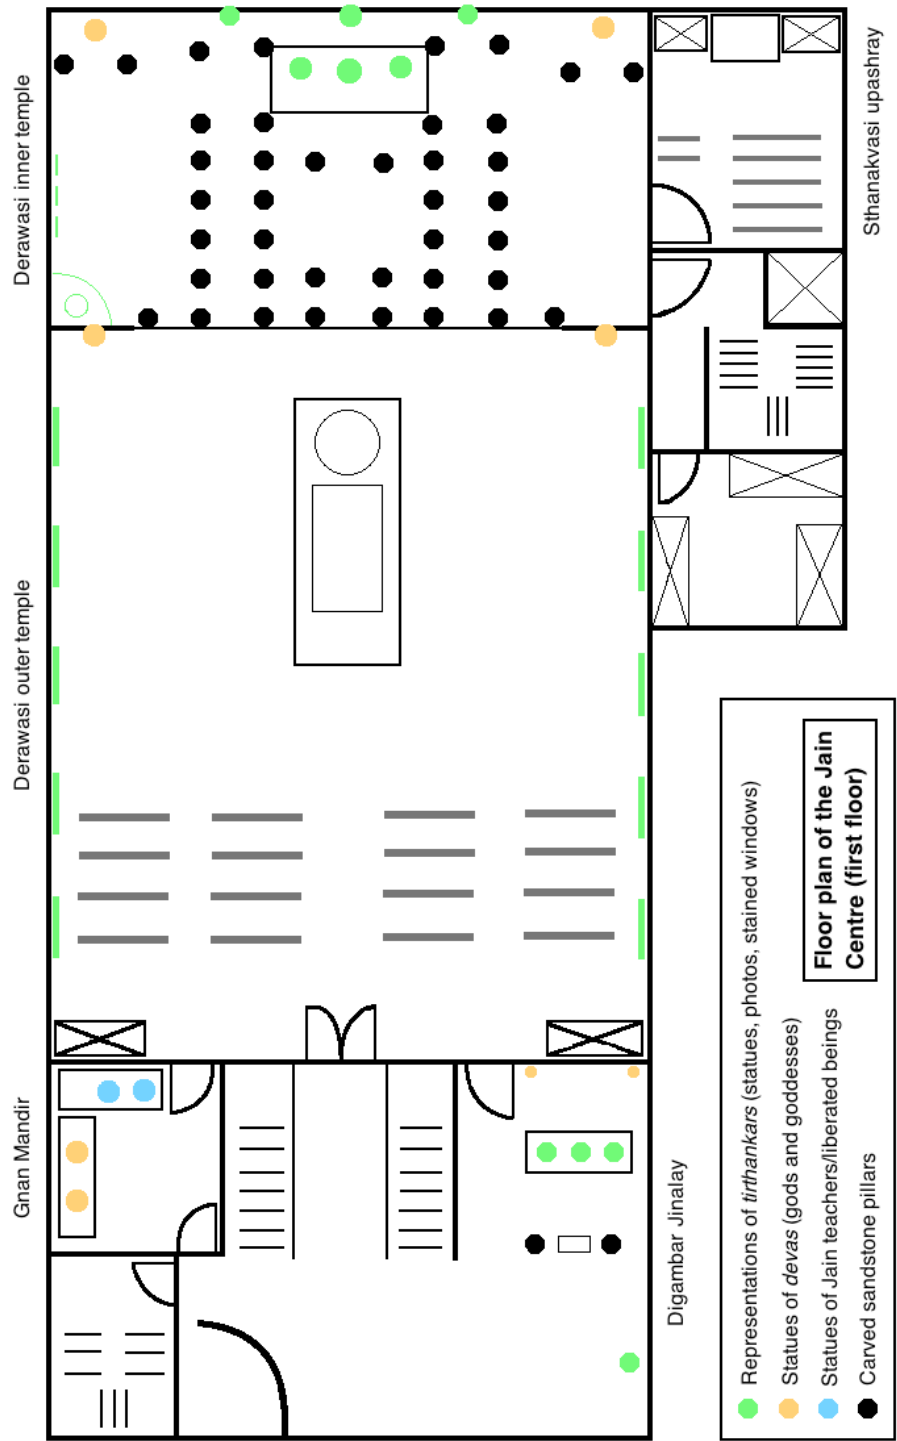 Derawasi inner temple
Sthanakvasi upashray
Derawasi outer temple
Gnan Mandir
Digambar Jinalay
Floor plan of the Jain
Centre (first floor)
Representations of tirthankars (statues, photos, stained windows)
Statues of devas (gods and goddesses)
Statues of Jain teachers/liberated beings
Carved sandstone pillars